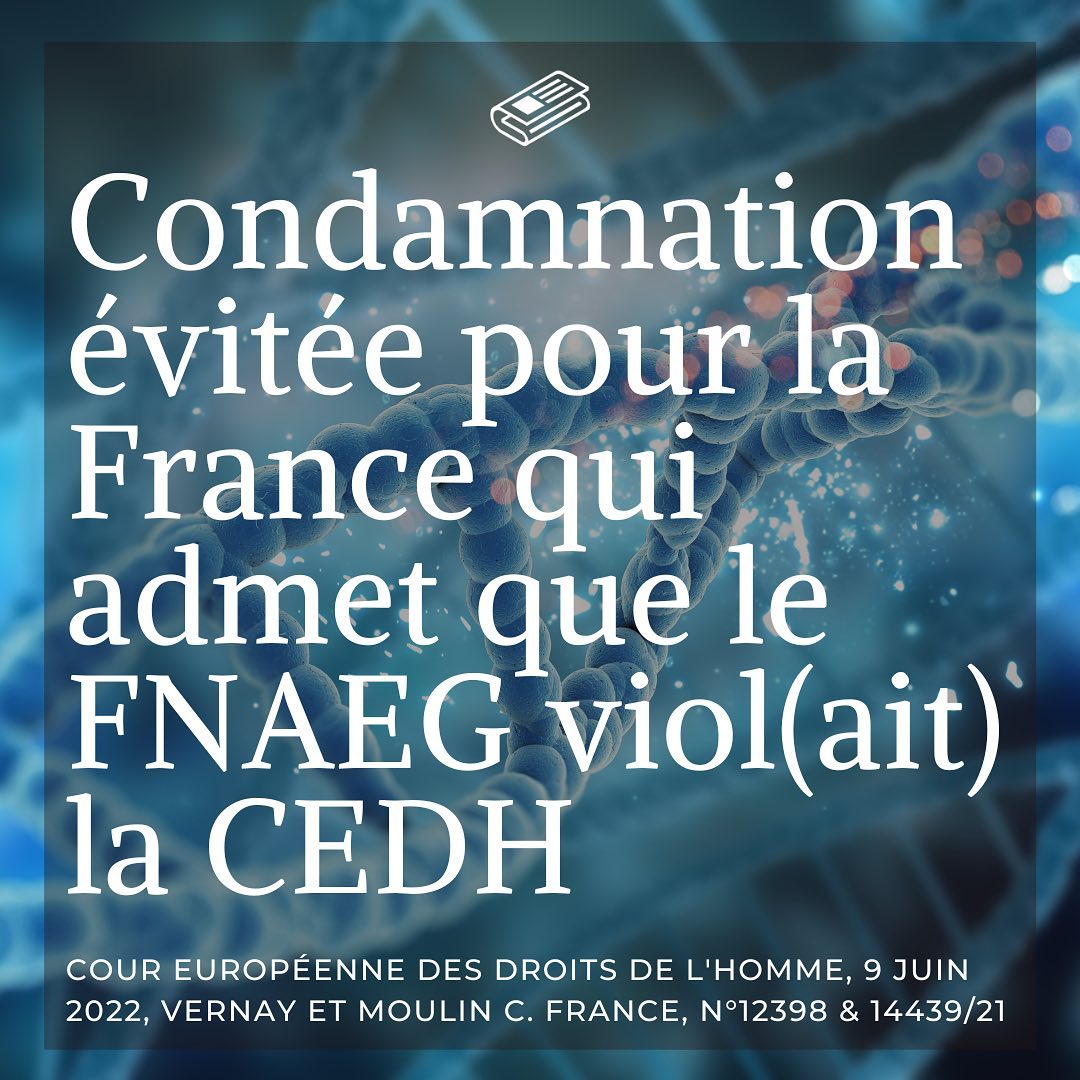 Condamnation
évitée pour la
France qui
admet que le
FNAEG viol(ait)
la CEDH
COUR EUROPÉENNE DES DROITS DE L'HOMME, 9 JUIN
2022, VERNAY ET MOULIN C. FRANCE, N°12398 & 14439/21